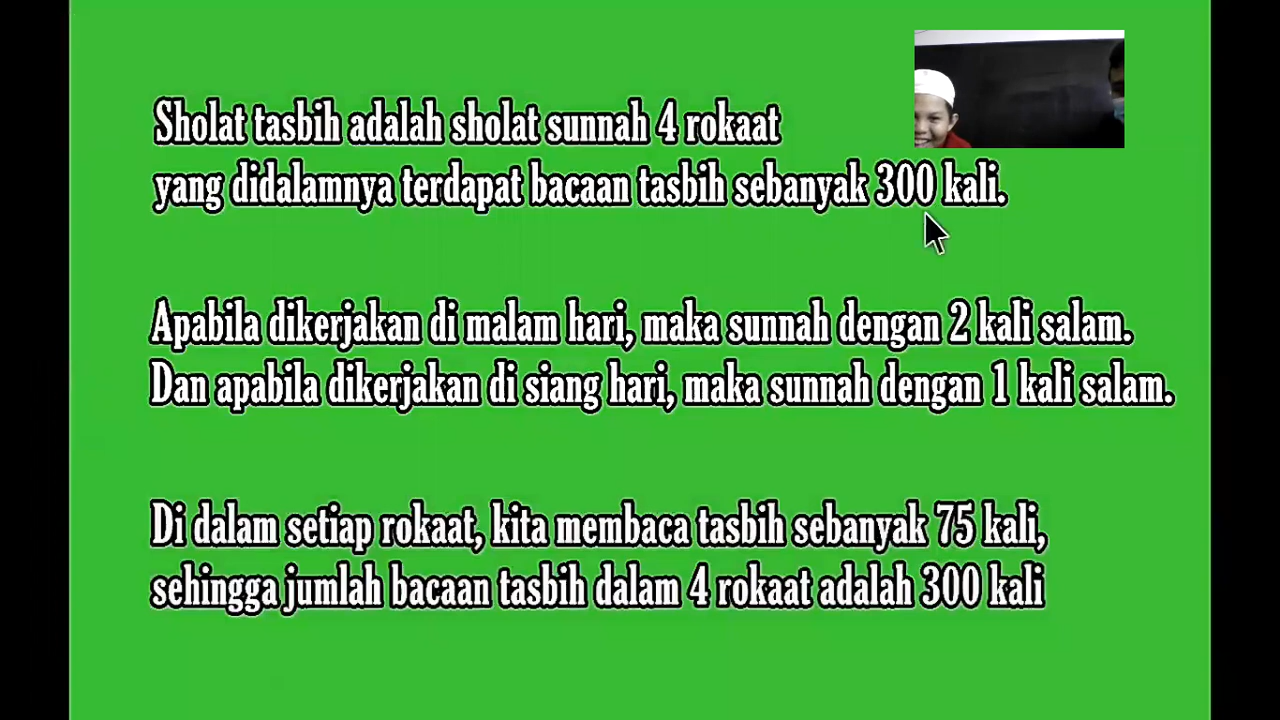 Sholat tasbih adalah sholat sunnah 4 rokaat
yang didalamnya terdapat bacaan tasbih sebanyak 300 kali.
Apabila dikerjakan di malam hari, maka sunnah dengan 2 kali salam.
Dan apabila dikerjakan di siang hari, maka sunnah dengan 1 kali salam.
Di dalam setiap rokaat, kita membaca tasbih sebanyak 75 kali,
sehingga jumlah bacaan tasbih dalam 4 rokaat adalah 300 kali